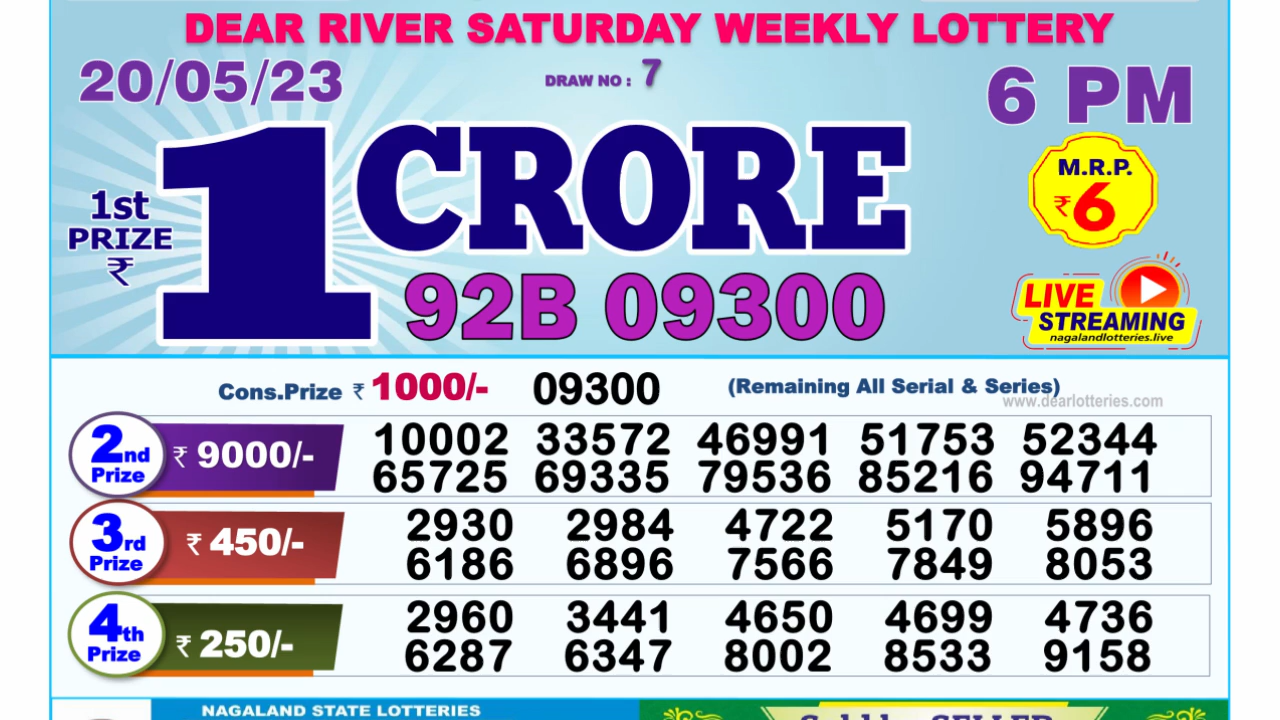 DEAR RIVER SATURDAY WEEKLY LOTTERY
20/05/23
DRAW NO : 7
6 PM
1st
PRIZE
₹
1 CRORE
M.R.P.
₹6
92B 09300
LIVE
STREAMING
nagalandlotteries.live
Cons.Prize ₹ 1000/- 09300 (Remaining All Serial & Series)
www.dearlotteries.com
2nd
Prize
₹ 9000/-
10002 33572 46991 51753 52344
65725 69335 79536 85216 94711
3rd
Prize
₹ 450/-
2930 2984 4722 5170 5896
6186 6896 7566 7849 8053
4th
Prize
₹ 250/-
2960 3441 4650 4699 4736
6287 6347 8002 8533 9158
NAGALAND STATE LOTTERIES